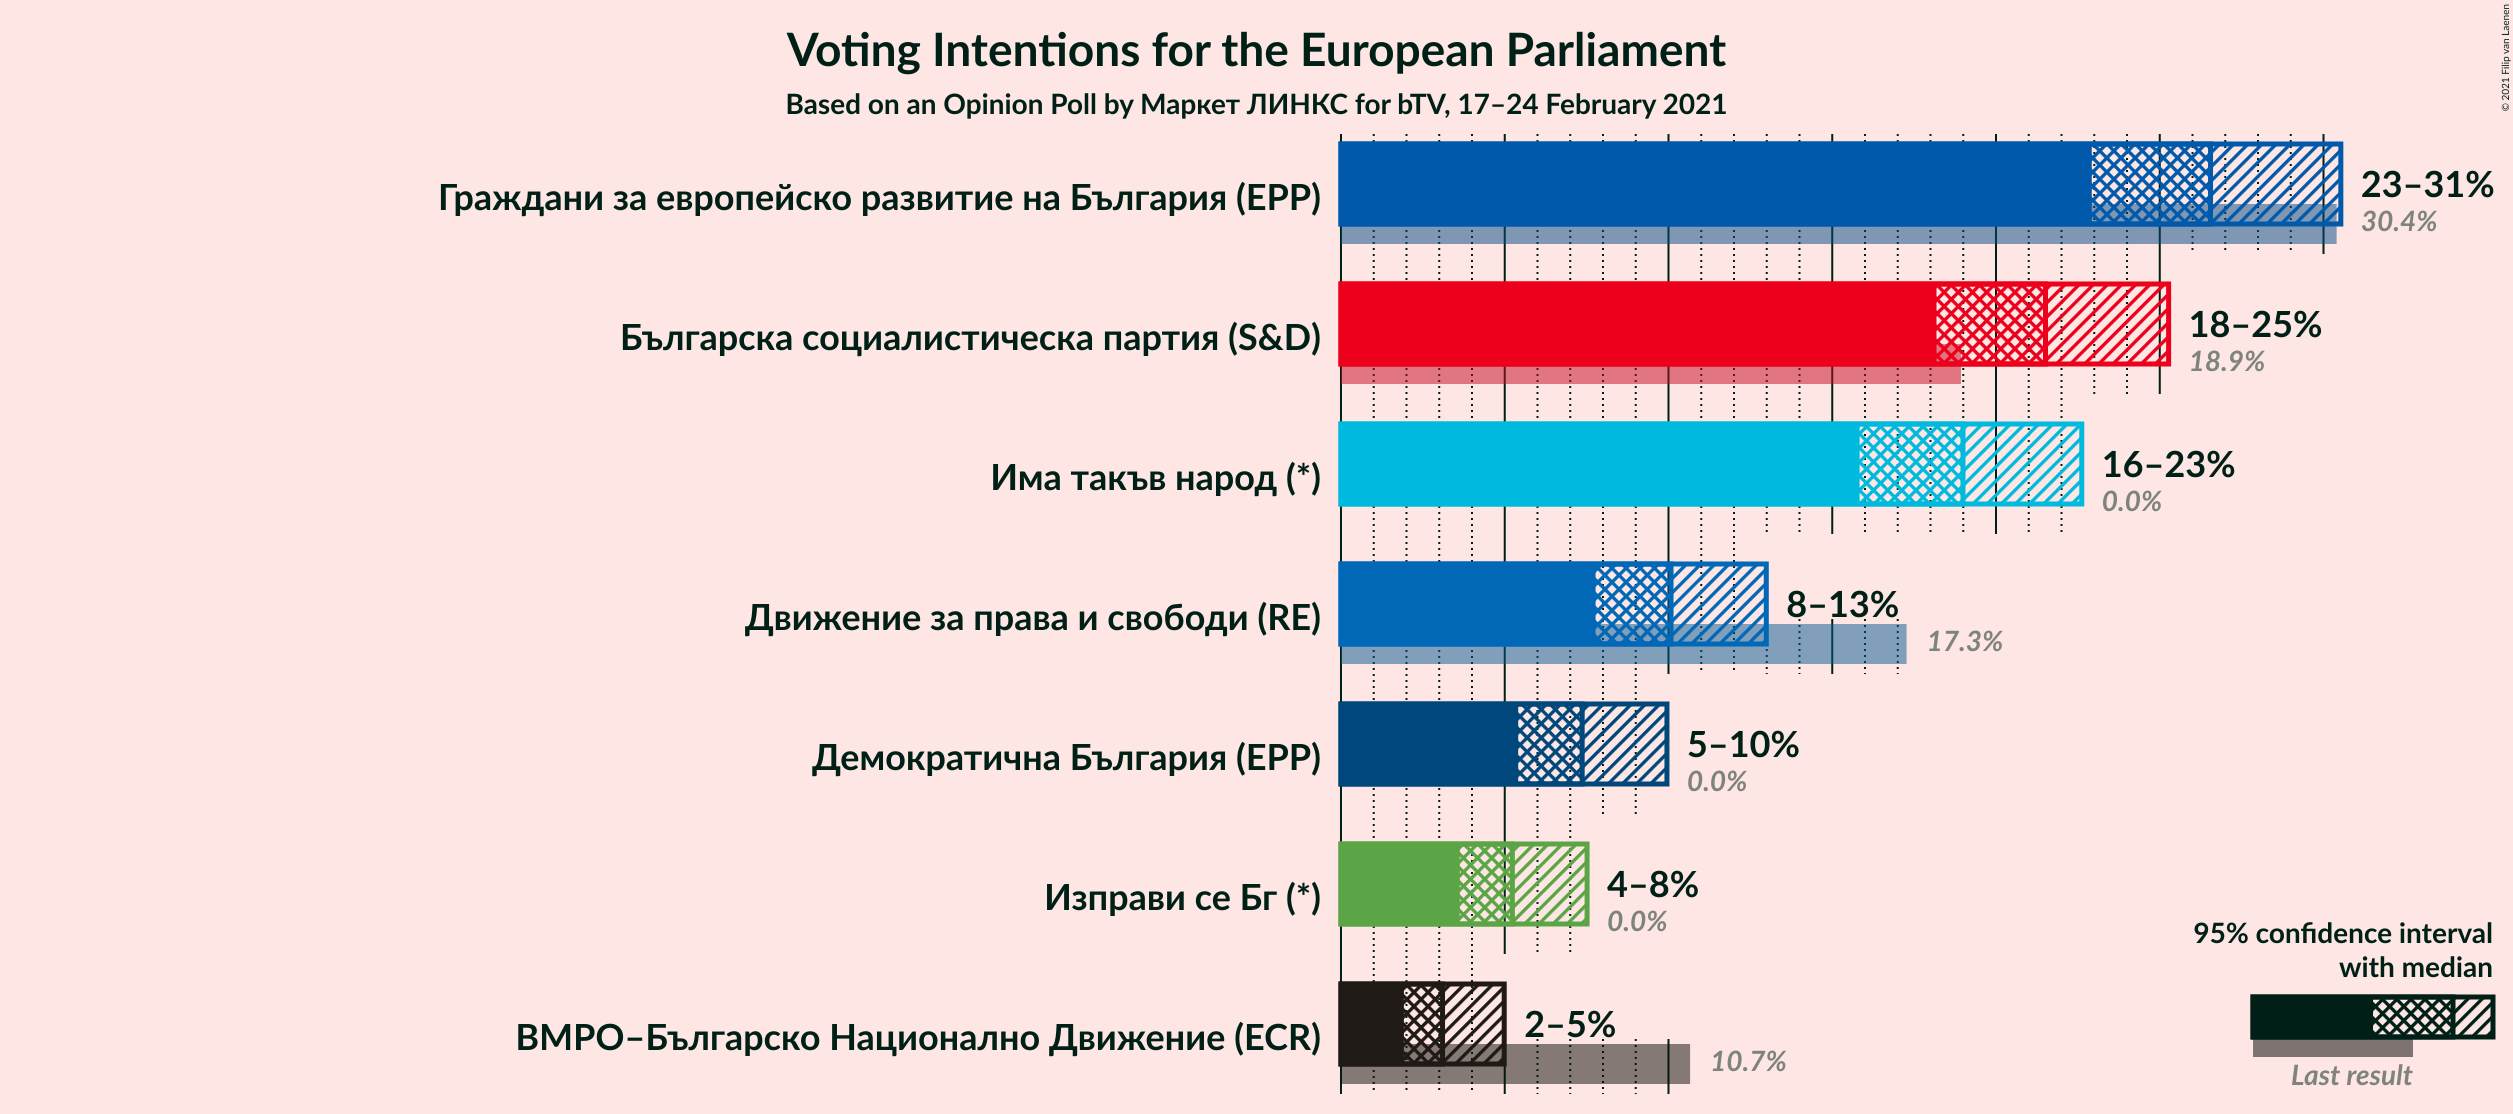 Voting Intentions for the European Parliament
Based on an Opinion Poll by Маркет ЛИНКС for bTV, 17–24 February 2021
© 2021 Filip van Laenen
Граждани за европейско развитие на България (EPP)
23–31%
30.4%
Българска социалистическа партия (S&D)
18–25%
18.9%
Има такъв народ (*)
16–23%
0.0%
Движение за права и свободи (RE)
8–13%
17.3%
Демократична България (EPP)
5–10%
0.0%
Изправи се Бг (*)
4–8%
0.0%
ВМРО–Българско Национално Движение (ECR)
2–5%
10.7%
95% confidence interval
with median
Last result